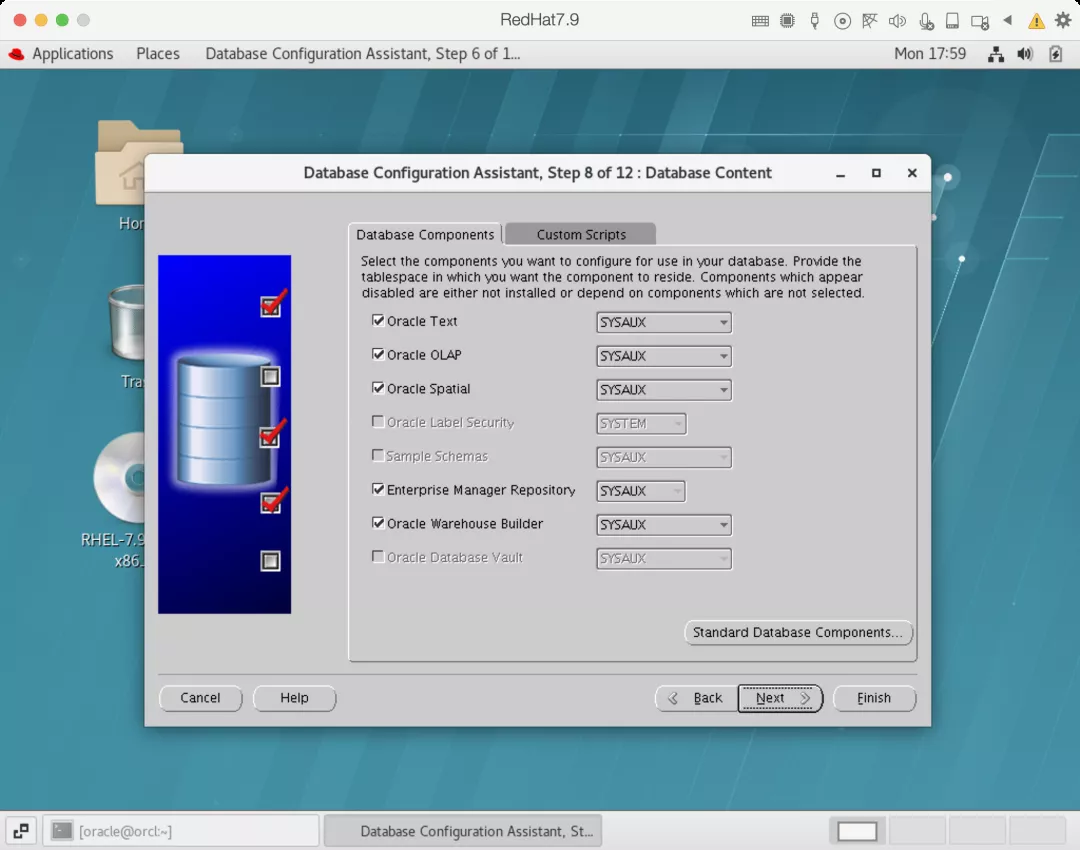 RedHat7.9
Applications Places Database Configuration Assistant, Step 6 of 1... Mon 17:59
Database Configuration Assistant, Step 8 of 12 : Database Content
Database Components Custom Scripts
Select the components you want to configure for use in your database. Provide the
tablespace in which you want the component to reside. Components which appear
disabled are either not installed or depend on components which are not selected.
Oracle Text SYSAUX
Oracle OLAP SYSAUX
Oracle Spatial SYSAUX
Oracle Label Security SYSTEM
Sample Schemas SYSAUX
Enterprise Manager Repository SYSAUX
Oracle Warehouse Builder SYSAUX
Oracle Database Vault SYSAUX
Standard Database Components...
Cancel Help Back Next Finish
Hor
Tra
RHEL-7.9
x86.
[oracle@orcl:~] Database Configuration Assistant, St...